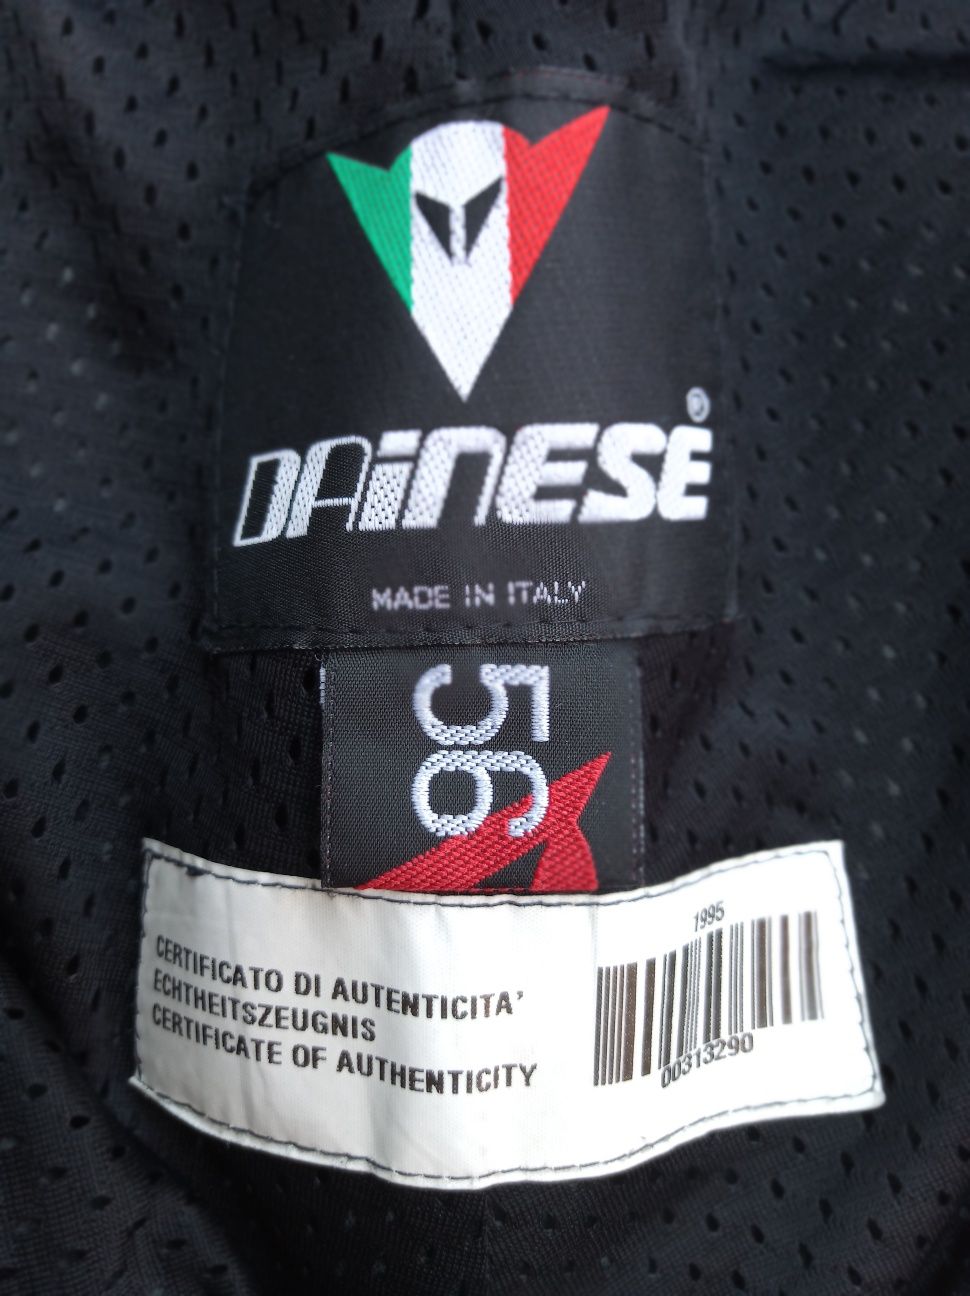 DAINESE®
MADE IN ITALY
56
CERTIFICATO DI AUTENTICITA'
ECHTHEITSZEUGNIS
CERTIFICATE OF AUTHENTICITY
1995
00313290